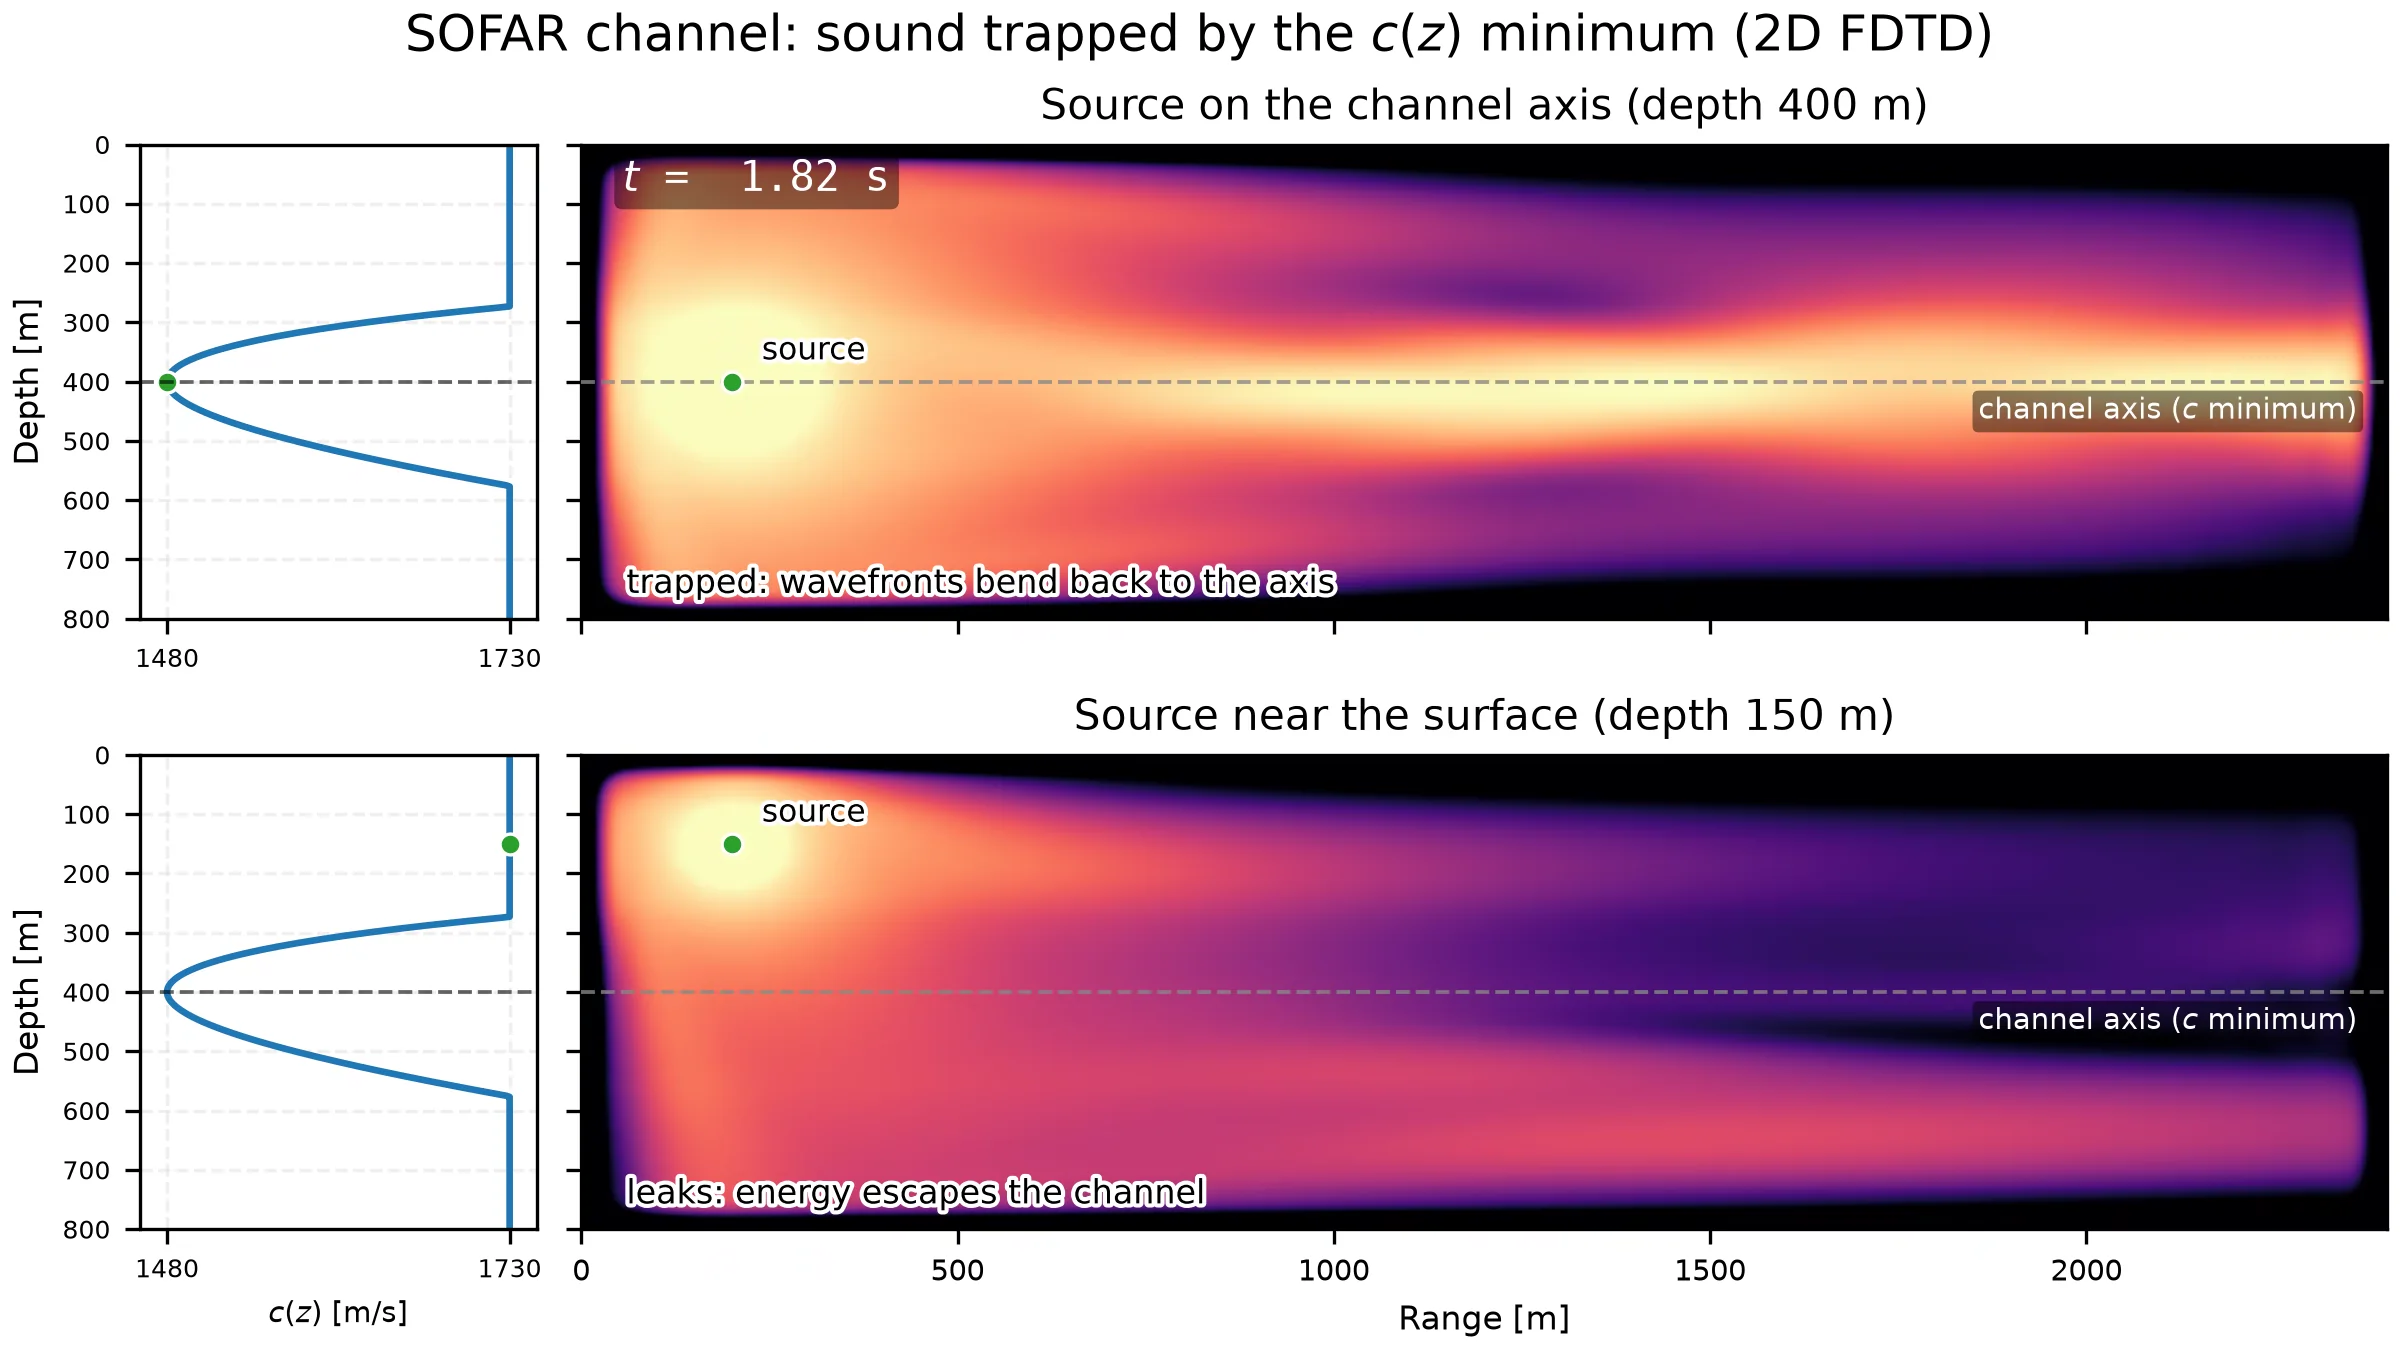 SOFAR channel: sound trapped by the c(z) minimum (2D FDTD)
Source on the channel axis (depth 400 m)
Depth [m]
0
100
200
300
400
500
600
700
800
1480
1730
t = 1.82 s
source
channel axis (c minimum)
trapped: wavefronts bend back to the axis
Source near the surface (depth 150 m)
Depth [m]
0
100
200
300
400
500
600
700
800
1480
1730
c(z) [m/s]
source
channel axis (c minimum)
leaks: energy escapes the channel
0
500
1000
1500
2000
Range [m]